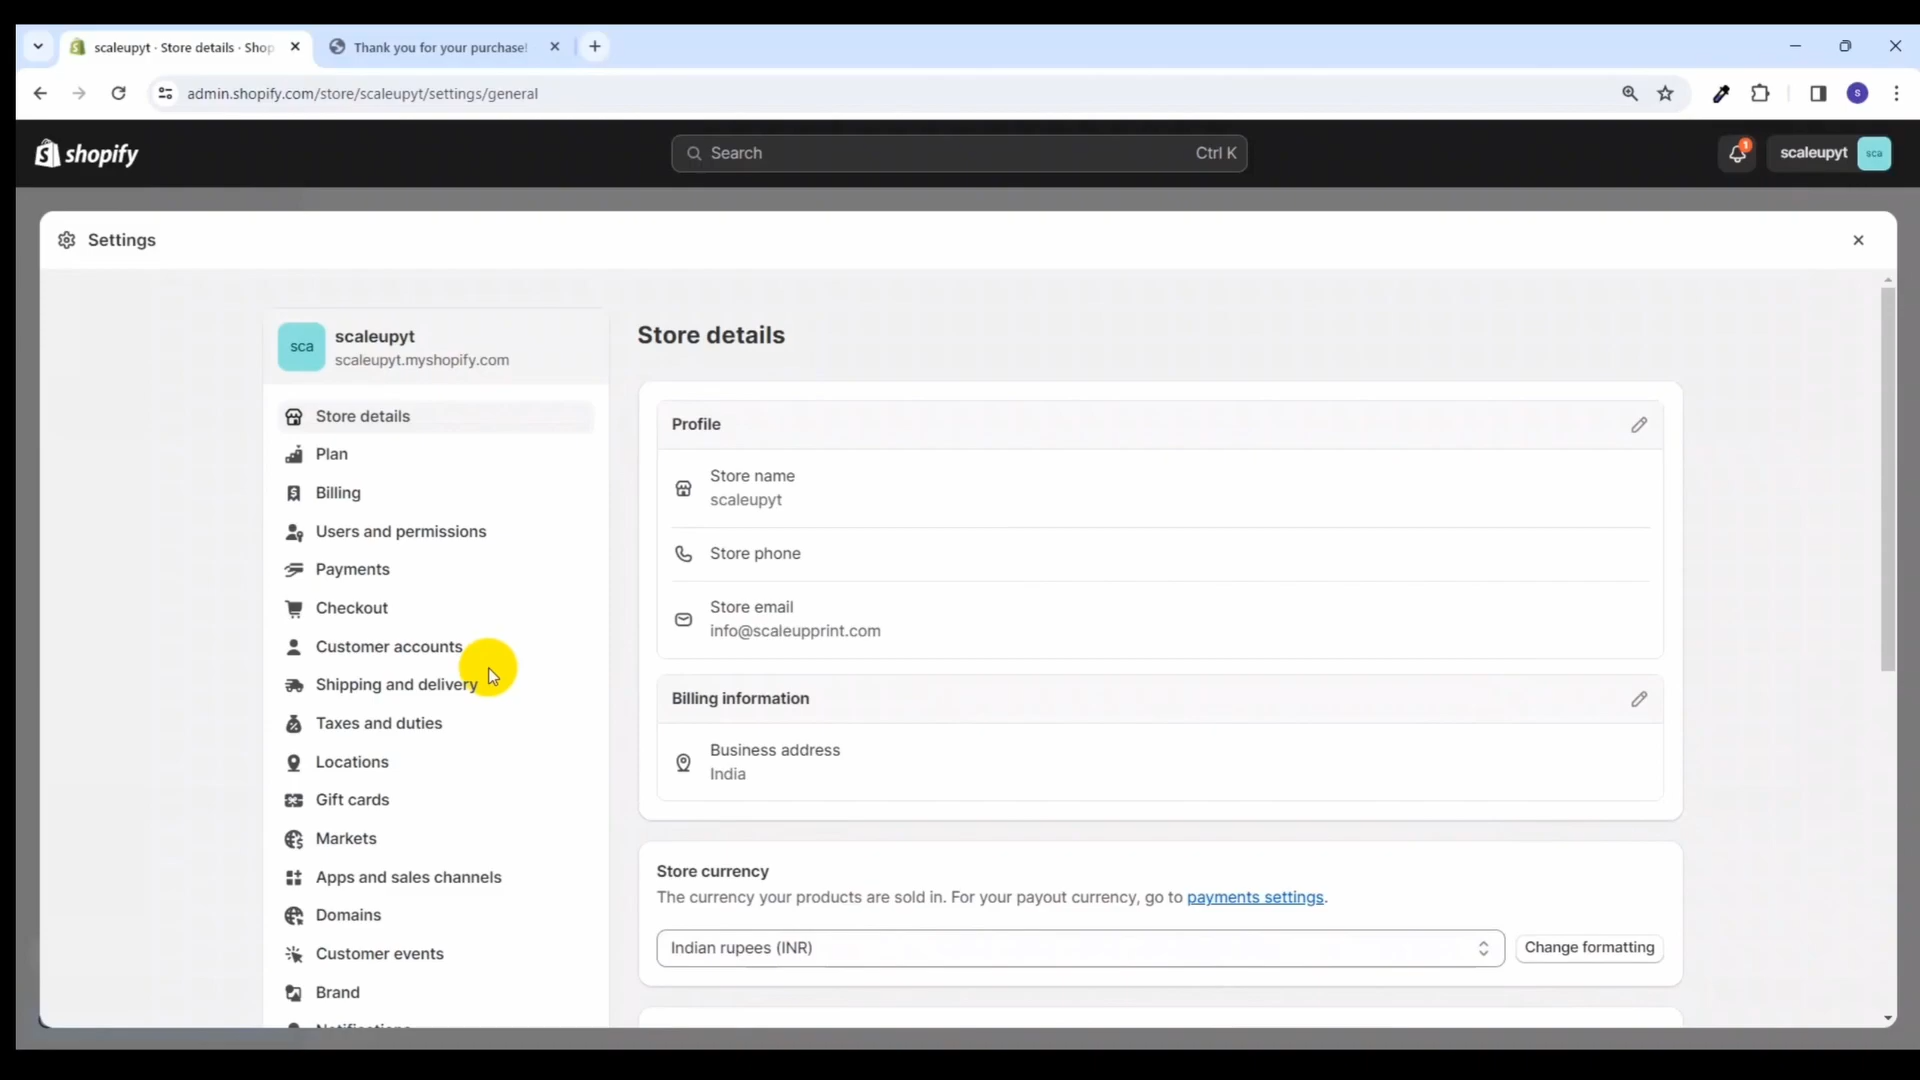 scaleupyt · Store details · Shop
Thank you for your purchase!
admin.shopify.com/store/scaleupyt/settings/general
S
shopify
Search
Ctrl K
1
scaleupyt
sca
Settings
sca
scaleupyt
scaleupyt.myshopify.com
Store details
Plan
Billing
Users and permissions
Payments
Checkout
Customer accounts
Shipping and delivery
Taxes and duties
Locations
Gift cards
Markets
Apps and sales channels
Domains
Customer events
Brand
Notifications
Store details
Profile
Store name
scaleupyt
Store phone
Store email
info@scaleupprint.com
Billing information
Business address
India
Store currency
The currency your products are sold in. For your payout currency, go to payments settings.
Indian rupees (INR)
Change formatting